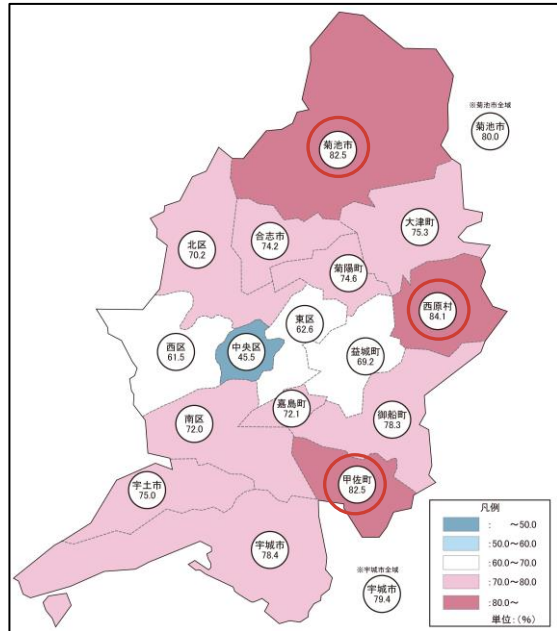 ※菊池市全域
菊池市
80.0
菊池市
82.5
大津町
75.3
合志市
74.2
北区
70.2
菊陽町
74.6
西原村
84.1
東区
62.6
西区
61.5
中央区
45.5
益城町
69.2
嘉島町
72.1
御船町
78.3
南区
72.0
甲佐町
82.5
宇土市
75.0
宇城市
78.4
※宇城市全域
宇城市
79.4
凡例
: ～50.0
:50.0～60.0
:60.0～70.0
:70.0～80.0
:80.0～
単位:(%)